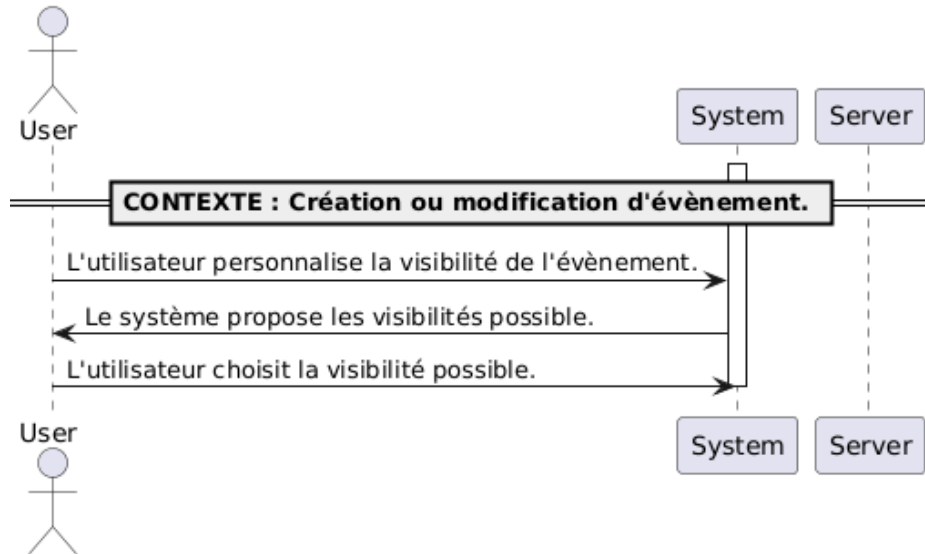 User
System
Server
CONTEXTE : Création ou modification d'évènement.
L'utilisateur personnalise la visibilité de l'évènement.
Le système propose les visibilités possible.
L'utilisateur choisit la visibilité possible.
User
System
Server